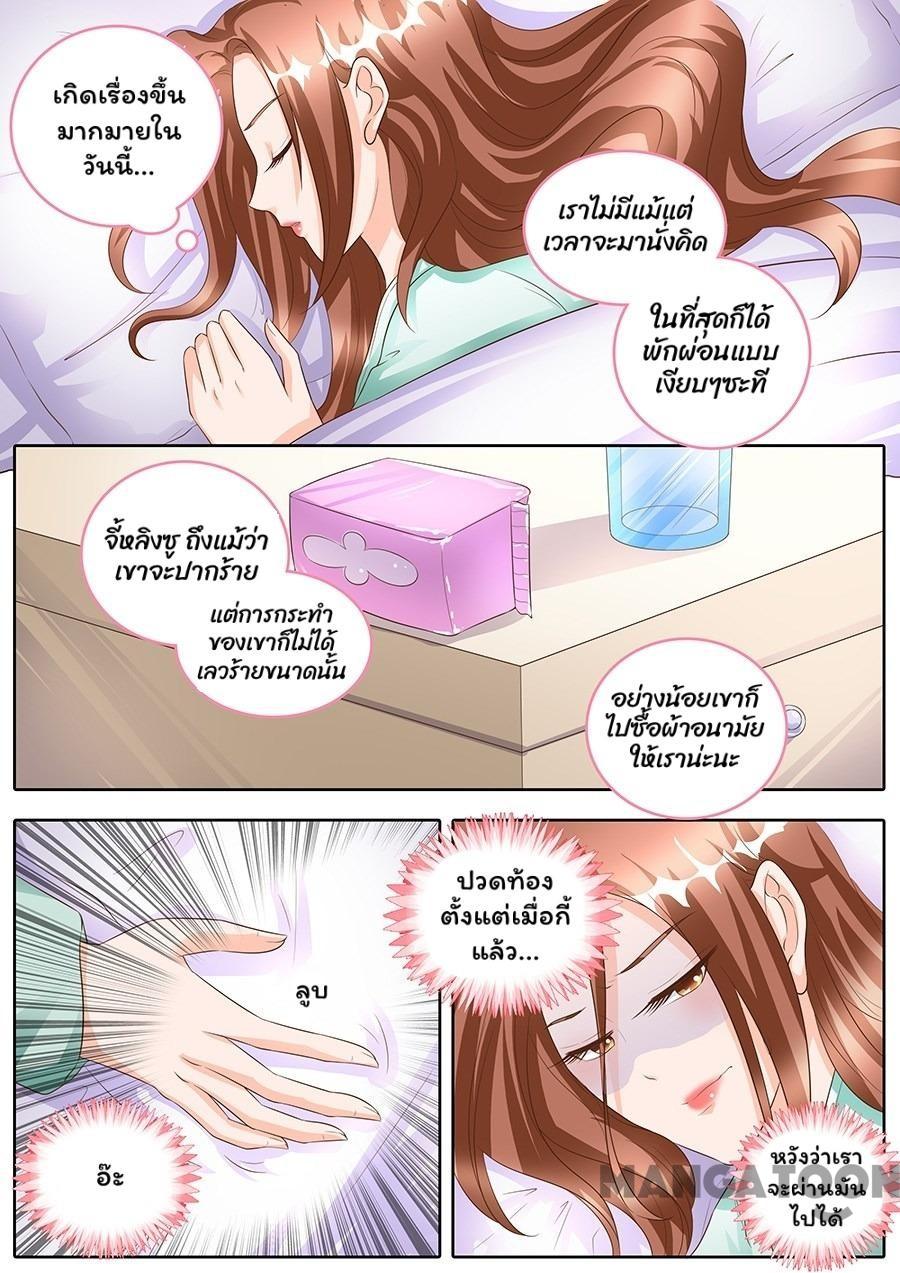 เกิดเรื่องขึ้น
มากมายใน
วันนี้...
เราไม่มีแม้แต่
เวลาจะมานั่งคิด
ในที่สุดก็ได้
พักผ่อนแบบ
เงียบๆซะที
จี้หลิงซู ถึงแม้ว่า
เขาจะปากร้าย
แต่การกระทำ
ของเขาก็ไม่ได้
เลวร้ายขนาดนั้น
อย่างน้อยเขาก็
ไปซื้อผ้าอนามัย
ให้เราน่ะนะ
ลูบ
อ๊ะ
ปวดท้อง
ตั้งแต่เมื่อกี้
แล้ว...
หวังว่าเรา
จะผ่านมัน
ไปได้
MANGATOON